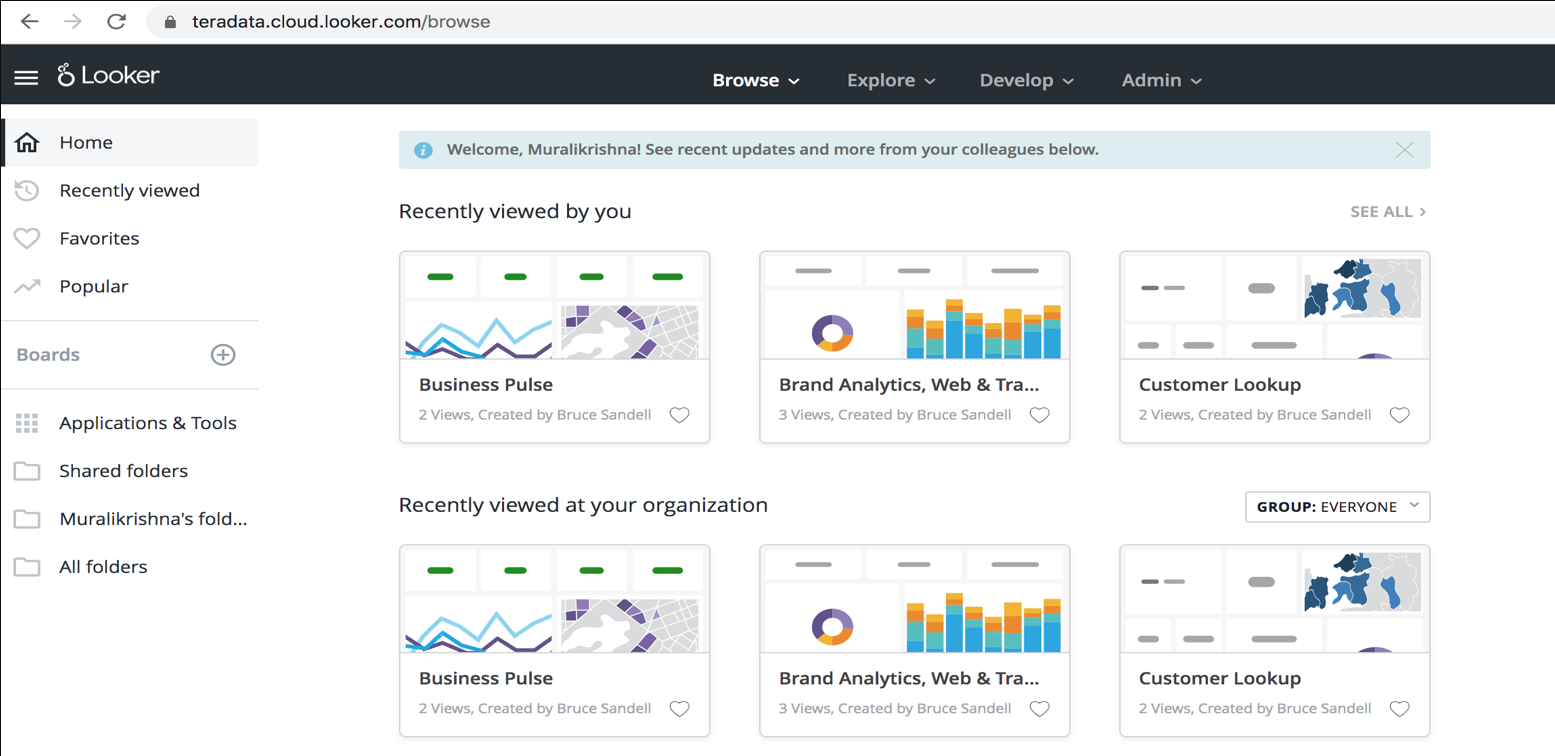 teradata.cloud.looker.com/browse
Looker
Browse
Explore
Develop
Admin
Home
Recently viewed
Favorites
Popular
Boards
Applications & Tools
Shared folders
Muralikrishna's fold...
All folders
Welcome, Muralikrishna! See recent updates and more from your colleagues below.
Recently viewed by you
SEE ALL
Business Pulse
2 Views, Created by Bruce Sandell
Brand Analytics, Web & Tra...
3 Views, Created by Bruce Sandell
Customer Lookup
2 Views, Created by Bruce Sandell
Recently viewed at your organization
GROUP: EVERYONE
Business Pulse
2 Views, Created by Bruce Sandell
Brand Analytics, Web & Tra...
3 Views, Created by Bruce Sandell
Customer Lookup
2 Views, Created by Bruce Sandell